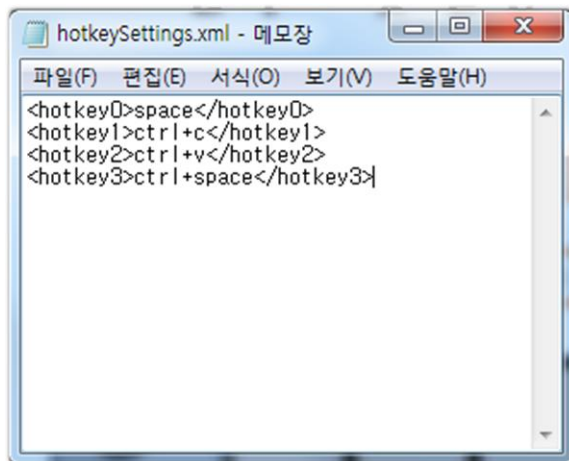 hotkeySettings.xml - 메모장
파일(F) 편집(E) 서식(O) 보기(V) 도움말(H)
<hotkey0>space</hotkey0>
<hotkey1>ctrl+c</hotkey1>
<hotkey2>ctrl+v</hotkey2>
<hotkey3>ctrl+space</hotkey3>